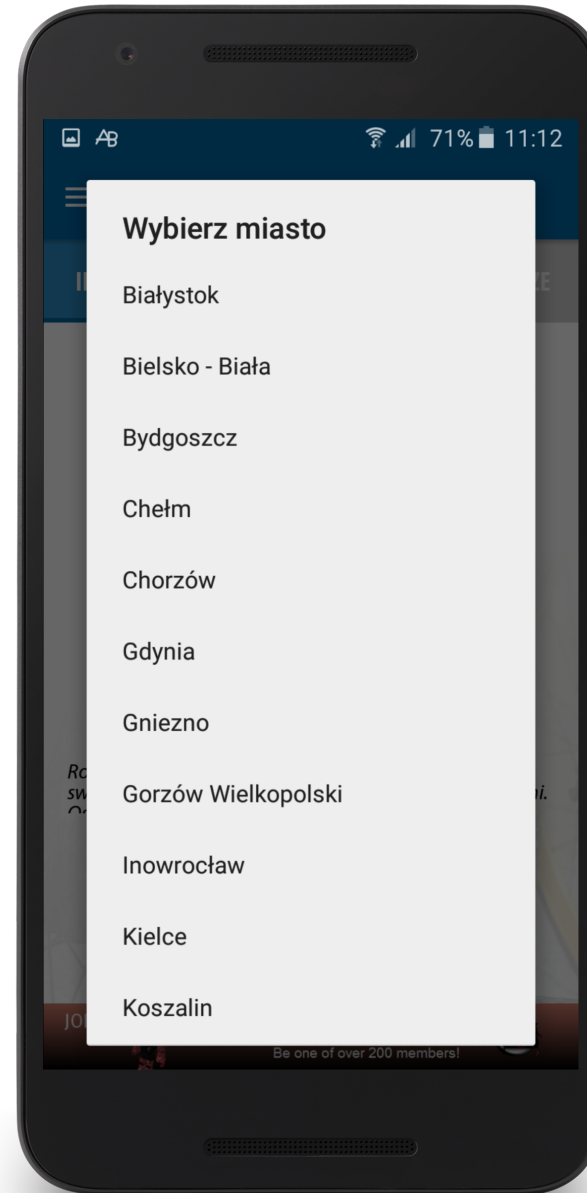 AB 71% 11:12
Wybierz miasto
Białystok
Bielsko - Biała
Bydgoszcz
Chełm
Chorzów
Gdynia
Gniezno
Gorzów Wielkopolski
Inowrocław
Kielce
Koszalin
Be one of over 200 members!